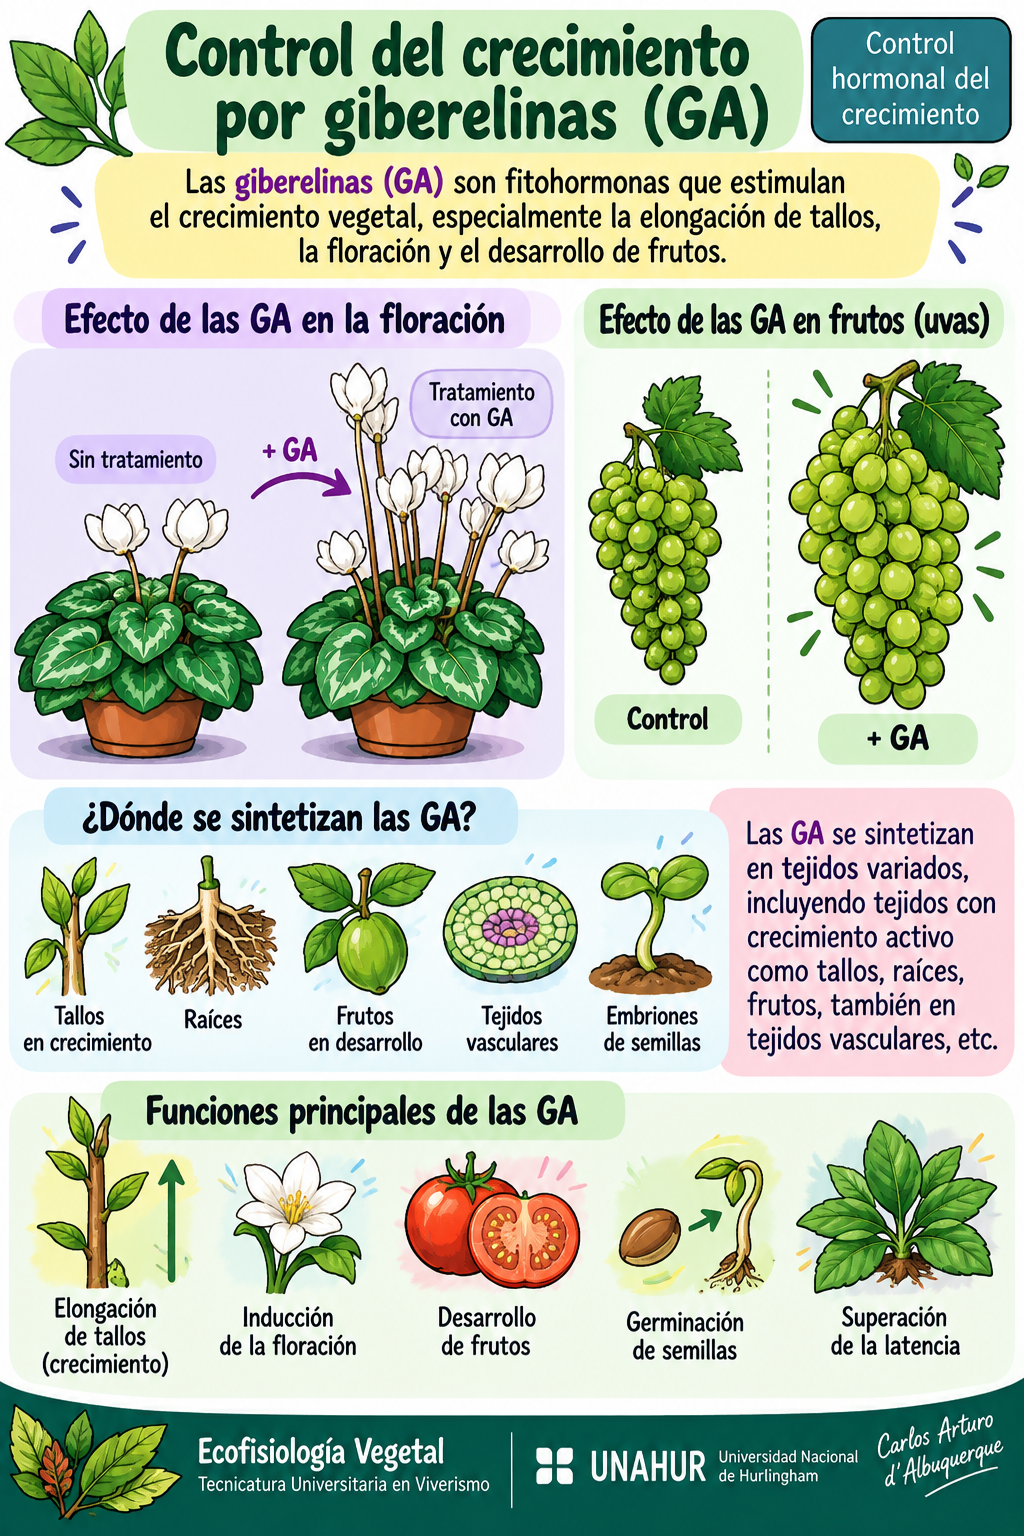 Control del crecimiento
por giberelinas (GA)
Control
hormonal del
crecimiento
Las giberelinas (GA) son fitohormonas que estimulan
el crecimiento vegetal, especialmente la elongación de tallos,
la floración y el desarrollo de frutos.
Efecto de las GA en la floración
Sin tratamiento
+ GA
Tratamiento
con GA
Efecto de las GA en frutos (uvas)
Control
+ GA
¿Dónde se sintetizan las GA?
Tallos
en crecimiento
Raíces
Frutos
en desarrollo
Tejidos
vasculares
Embriones
de semillas
Las GA se sintetizan
en tejidos variados,
incluyendo tejidos con
crecimiento activo
como tallos, raíces,
frutos, también en
tejidos vasculares, etc.
Funciones principales de las GA
Elongación
de tallos
(crecimiento)
Inducción
de la floración
Desarrollo
de frutos
Germinación
de semillas
Superación
de la latencia
Ecofisiología Vegetal
Tecnicatura Universitaria en Viverismo
UNAHUR
Universidad Nacional
de Hurlingham
Carlos Arturo
d'Albuquerque